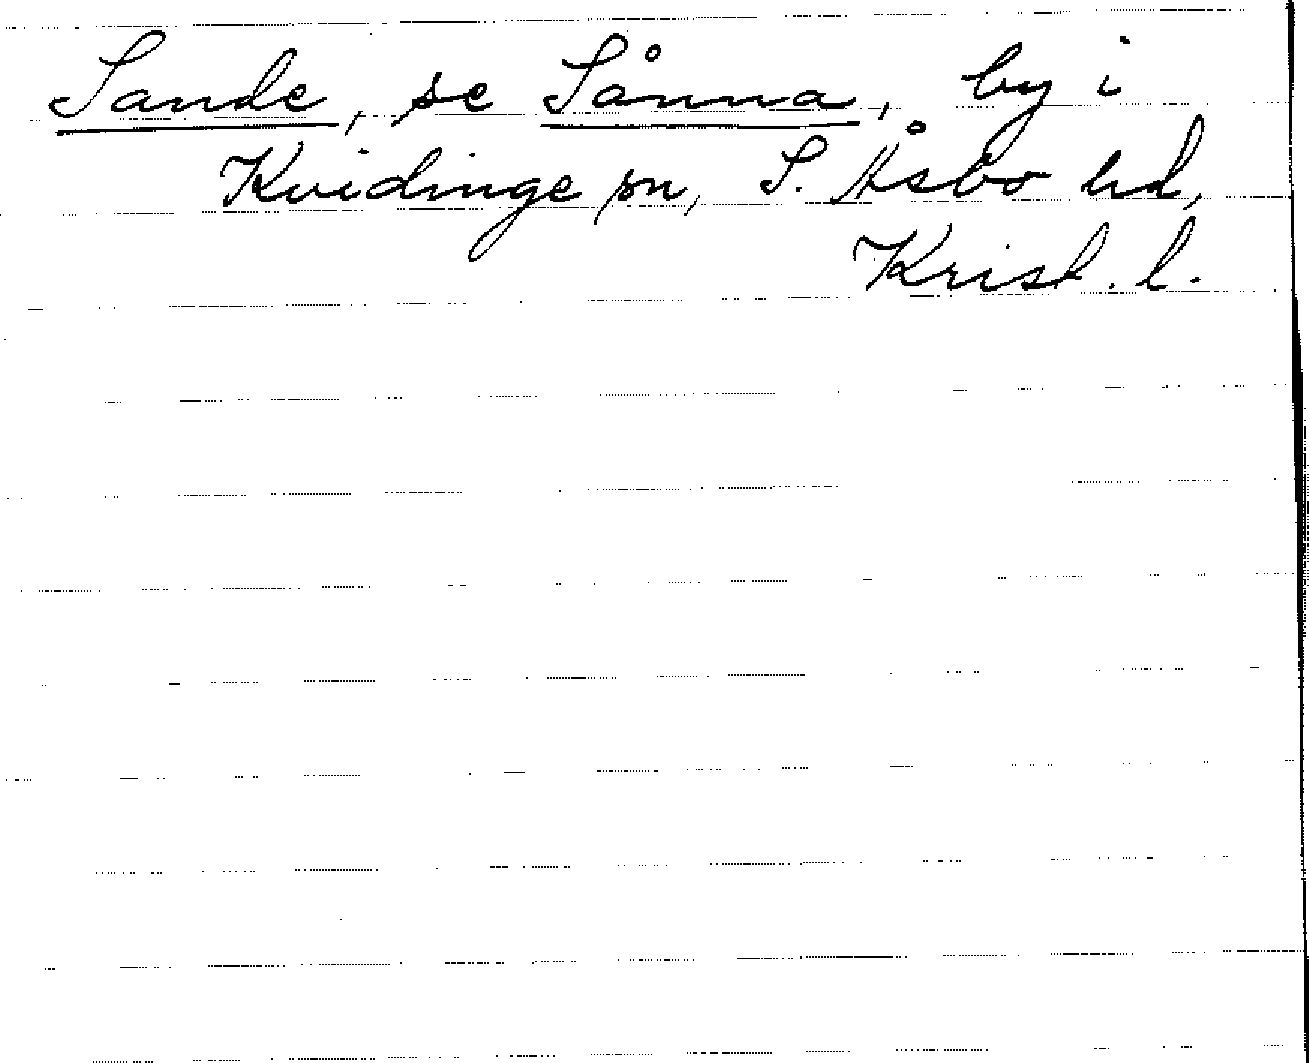 Sande, se Sånna, by i
Kvidinge sn, S. Åsbo hd,
Krist. l.